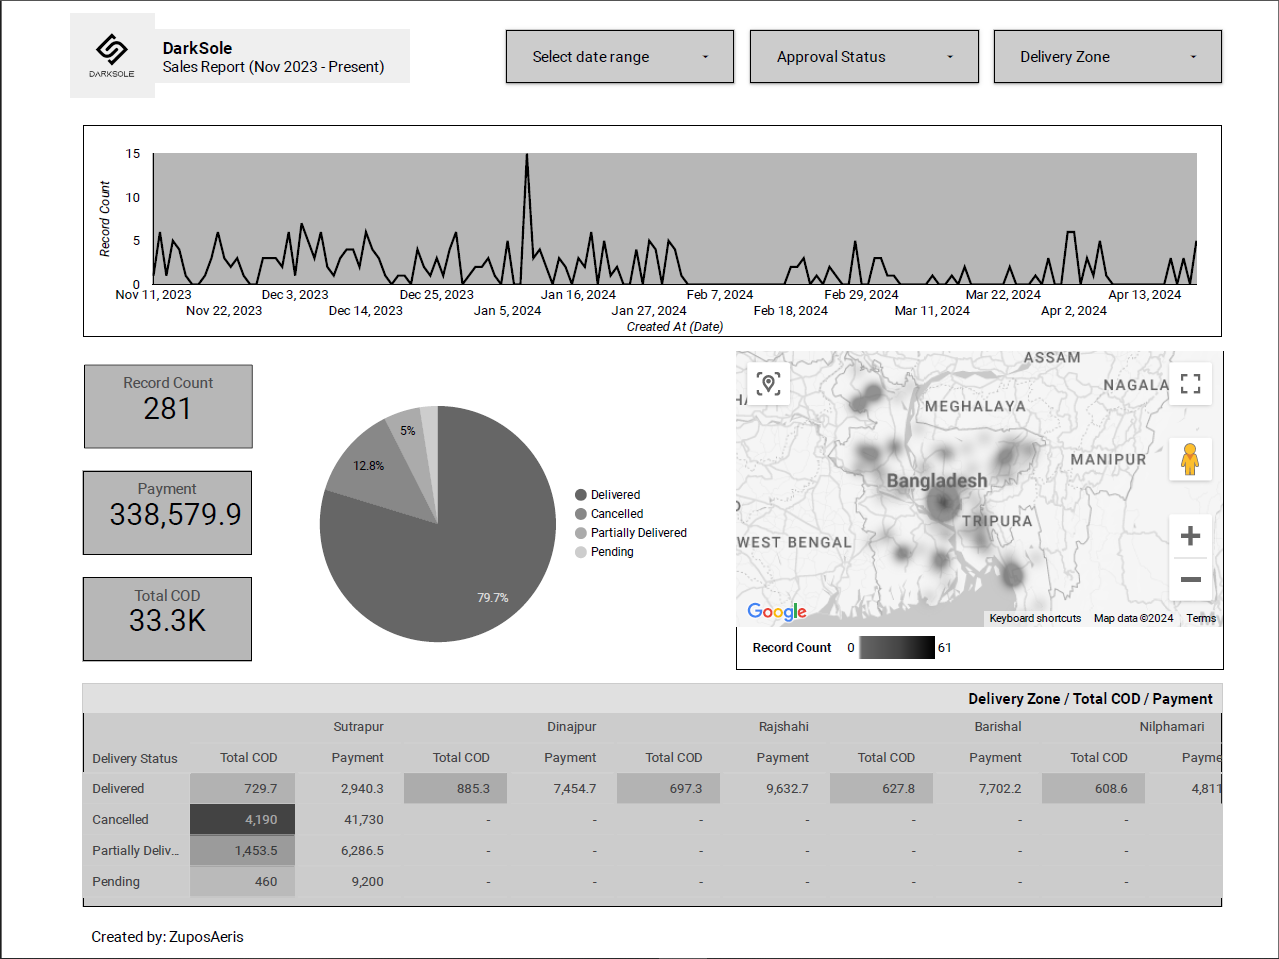 DarkSole
Sales Report (Nov 2023 - Present)
DARKSOLE
Select date range
Approval Status
Delivery Zone
15
10
5
0
Record Count
Nov 11, 2023
Dec 3, 2023
Dec 25, 2023
Jan 16, 2024
Feb 7, 2024
Feb 29, 2024
Mar 22, 2024
Apr 13, 2024
Nov 22, 2023
Dec 14, 2023
Jan 5, 2024
Jan 27, 2024
Feb 18, 2024
Mar 11, 2024
Apr 2, 2024
Created At (Date)
Record Count
281
Payment
338,579.9
Total COD
33.3K
5%
12.8%
79.7%
Delivered
Cancelled
Partially Delivered
Pending
ASSAM
NAGALA
MEGHALAYA
MANIPUR
Bangladesh
TRIPURA
WEST BENGAL
Google
Keyboard shortcuts Map data ©2024 Terms
Record Count 0 61
Delivery Zone / Total COD / Payment
Sutrapur Dinajpur Rajshahi Barishal Nilphamari
Delivery Status Total COD Payment Total COD Payment Total COD Payment Total COD Payment Total COD Payme
Delivered 729.7 2,940.3 885.3 7,454.7 697.3 9,632.7 627.8 7,702.2 608.6 4,811
Cancelled 4,190 41,730 - - - - - - -
Partially Deliv... 1,453.5 6,286.5 - - - - - - -
Pending 460 9,200 - - - - - - -
Created by: ZuposAeris